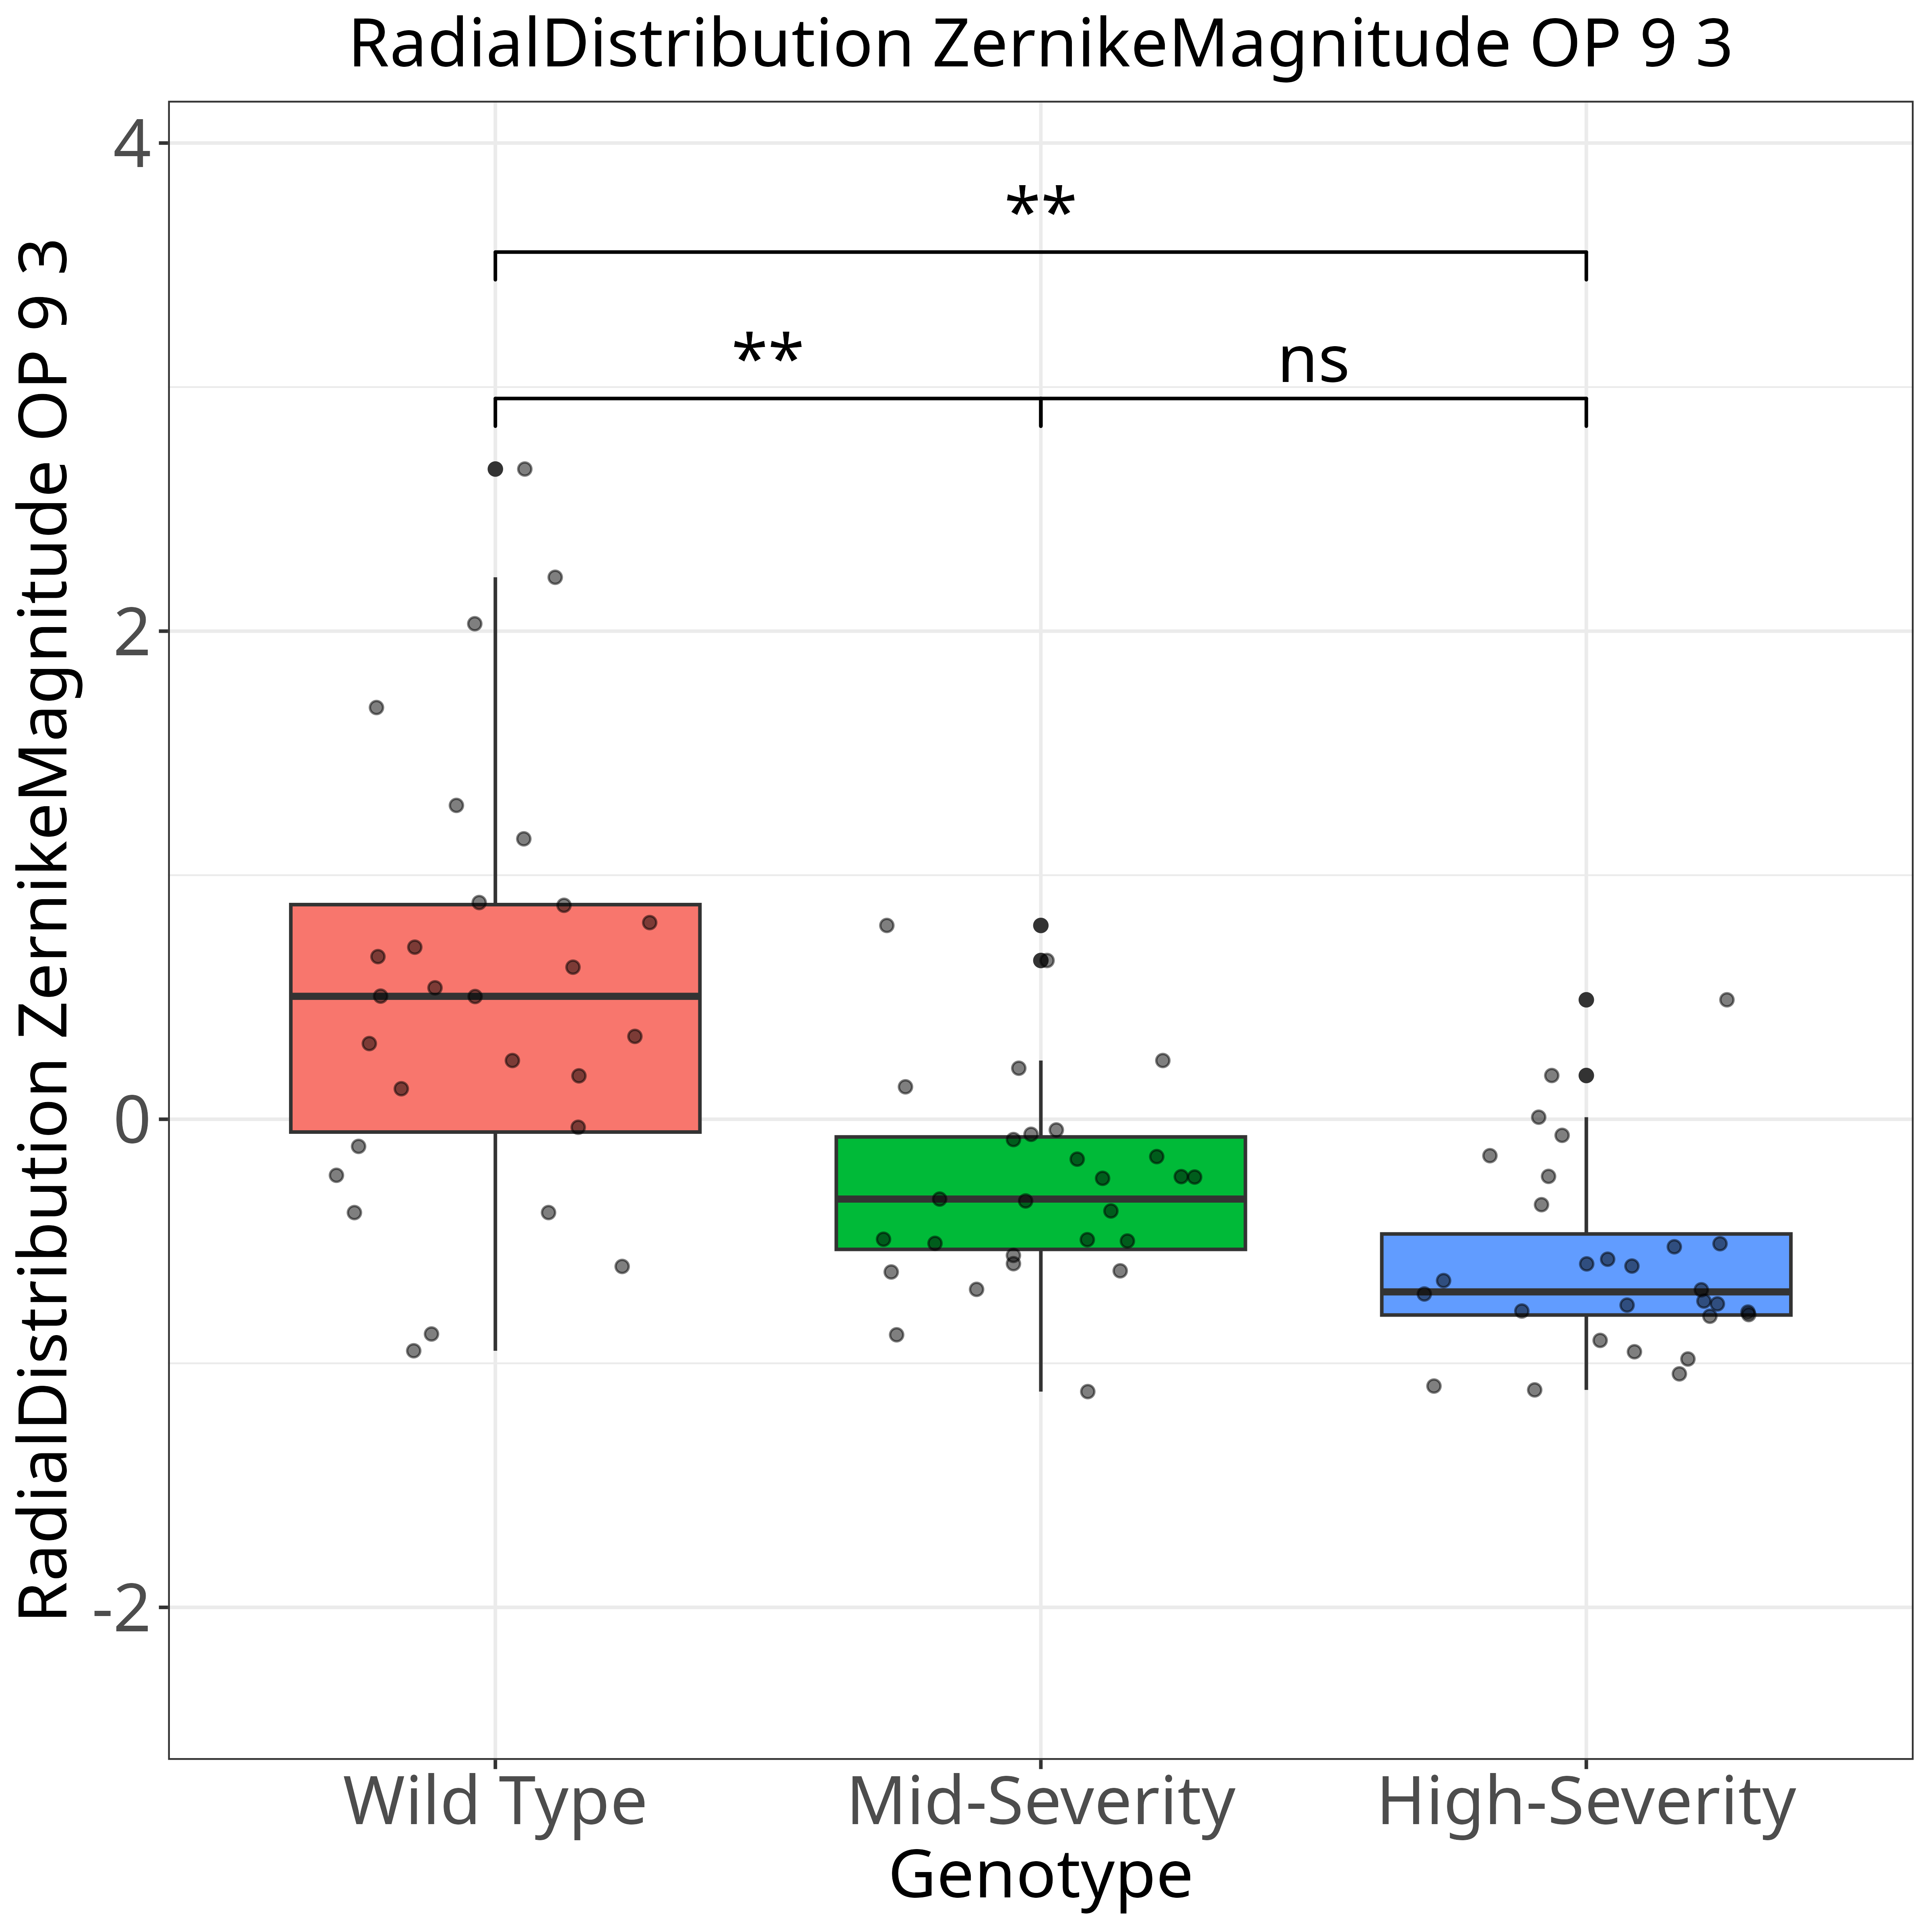 RadialDistribution ZernikeMagnitude OP 9 3
RadialDistribution ZernikeMagnitude OP 9 3
4
2
0
-2
**
**
ns
Wild Type
Mid-Severity
High-Severity
Genotype